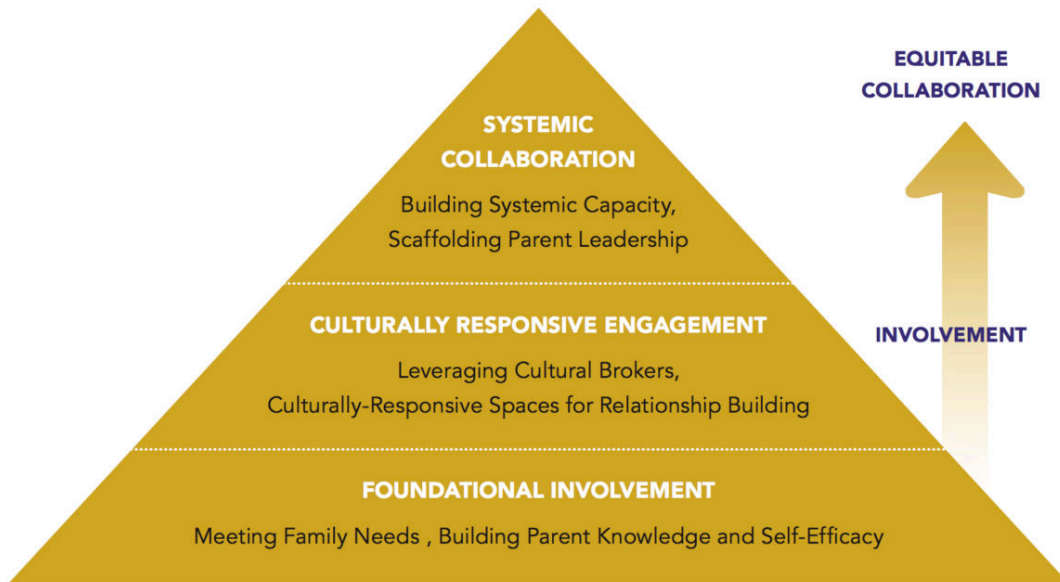 SYSTEMIC
COLLABORATION
Building Systemic Capacity,
Scaffolding Parent Leadership
CULTURALLY RESPONSIVE ENGAGEMENT
Leveraging Cultural Brokers,
Culturally-Responsive Spaces for Relationship Building
FOUNDATIONAL INVOLVEMENT
Meeting Family Needs , Building Parent Knowledge and Self-Efficacy
EQUITABLE
COLLABORATION
INVOLVEMENT